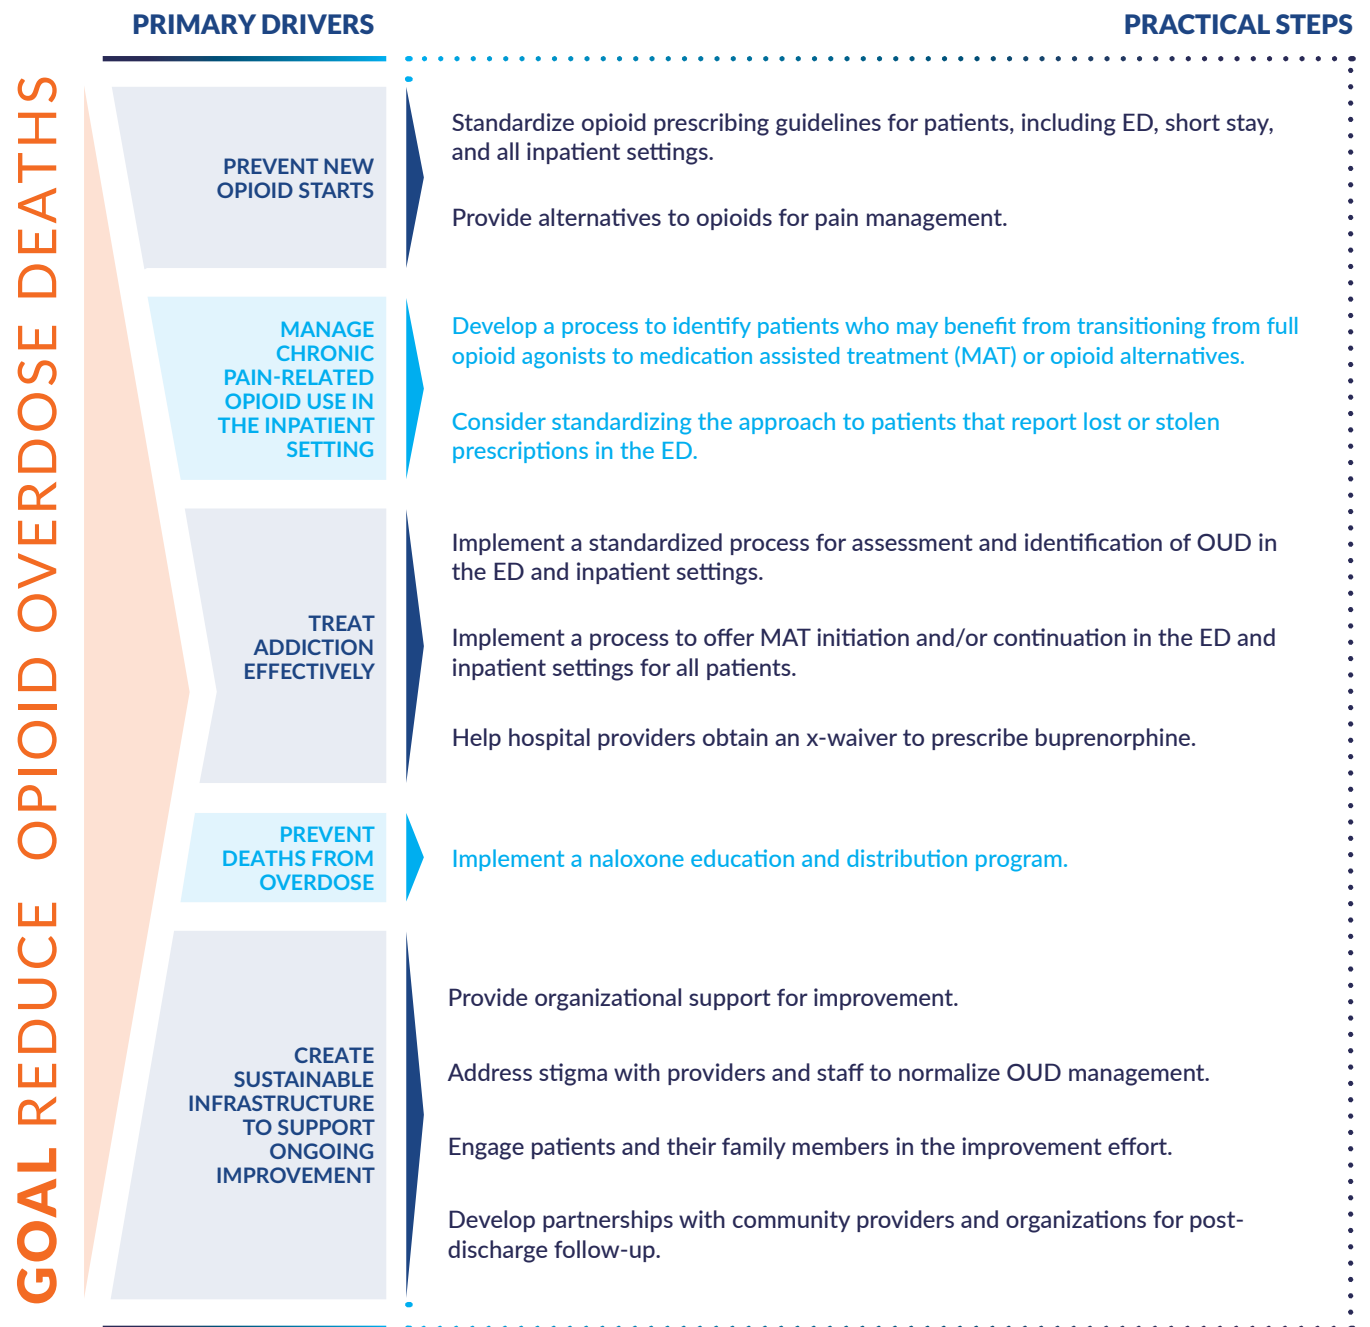 PRIMARY DRIVERS
PRACTICAL STEPS
GOAL REDUCE OPIOID OVERDOSE DEATHS
PREVENT NEW
OPIOID STARTS
Standardize opioid prescribing guidelines for patients, including ED, short stay,
and all inpatient settings.
Provide alternatives to opioids for pain management.
MANAGE
CHRONIC
PAIN-RELATED
OPIOID USE IN
THE INPATIENT
SETTING
Develop a process to identify patients who may benefit from transitioning from full
opioid agonists to medication assisted treatment (MAT) or opioid alternatives.
Consider standardizing the approach to patients that report lost or stolen
prescriptions in the ED.
TREAT
ADDICTION
EFFECTIVELY
Implement a standardized process for assessment and identification of OUD in
the ED and inpatient settings.
Implement a process to offer MAT initiation and/or continuation in the ED and
inpatient settings for all patients.
Help hospital providers obtain an x-waiver to prescribe buprenorphine.
PREVENT
DEATHS FROM
OVERDOSE
Implement a naloxone education and distribution program.
CREATE
SUSTAINABLE
INFRASTRUCTURE
TO SUPPORT
ONGOING
IMPROVEMENT
Provide organizational support for improvement.
Address stigma with providers and staff to normalize OUD management.
Engage patients and their family members in the improvement effort.
Develop partnerships with community providers and organizations for post-
discharge follow-up.